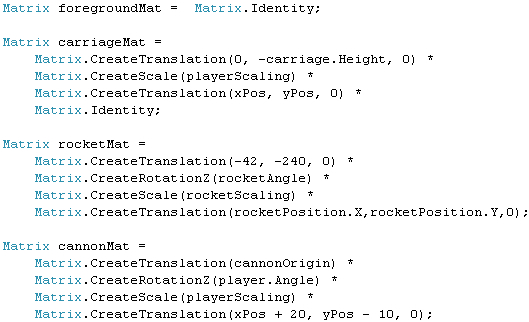 Matrix foregroundMat =  Matrix.Identity;
Matrix carriageMat =
Matrix.CreateTranslation(0, -carriage.Height, 0) *
Matrix.CreateScale(playerScaling) *
Matrix.CreateTranslation(xPos, yPos, 0) *
Matrix.Identity;
Matrix rocketMat =
Matrix.CreateTranslation(-42, -240, 0) *
Matrix.CreateRotationZ(rocketAngle) *
Matrix.CreateScale(rocketScaling) *
Matrix.CreateTranslation(rocketPosition.X,rocketPosition.Y,0);
Matrix cannonMat =
Matrix.CreateTranslation(cannonOrigin) *
Matrix.CreateRotationZ(player.Angle) *
Matrix.CreateScale(playerScaling) *
Matrix.CreateTranslation(xPos + 20, yPos - 10, 0);